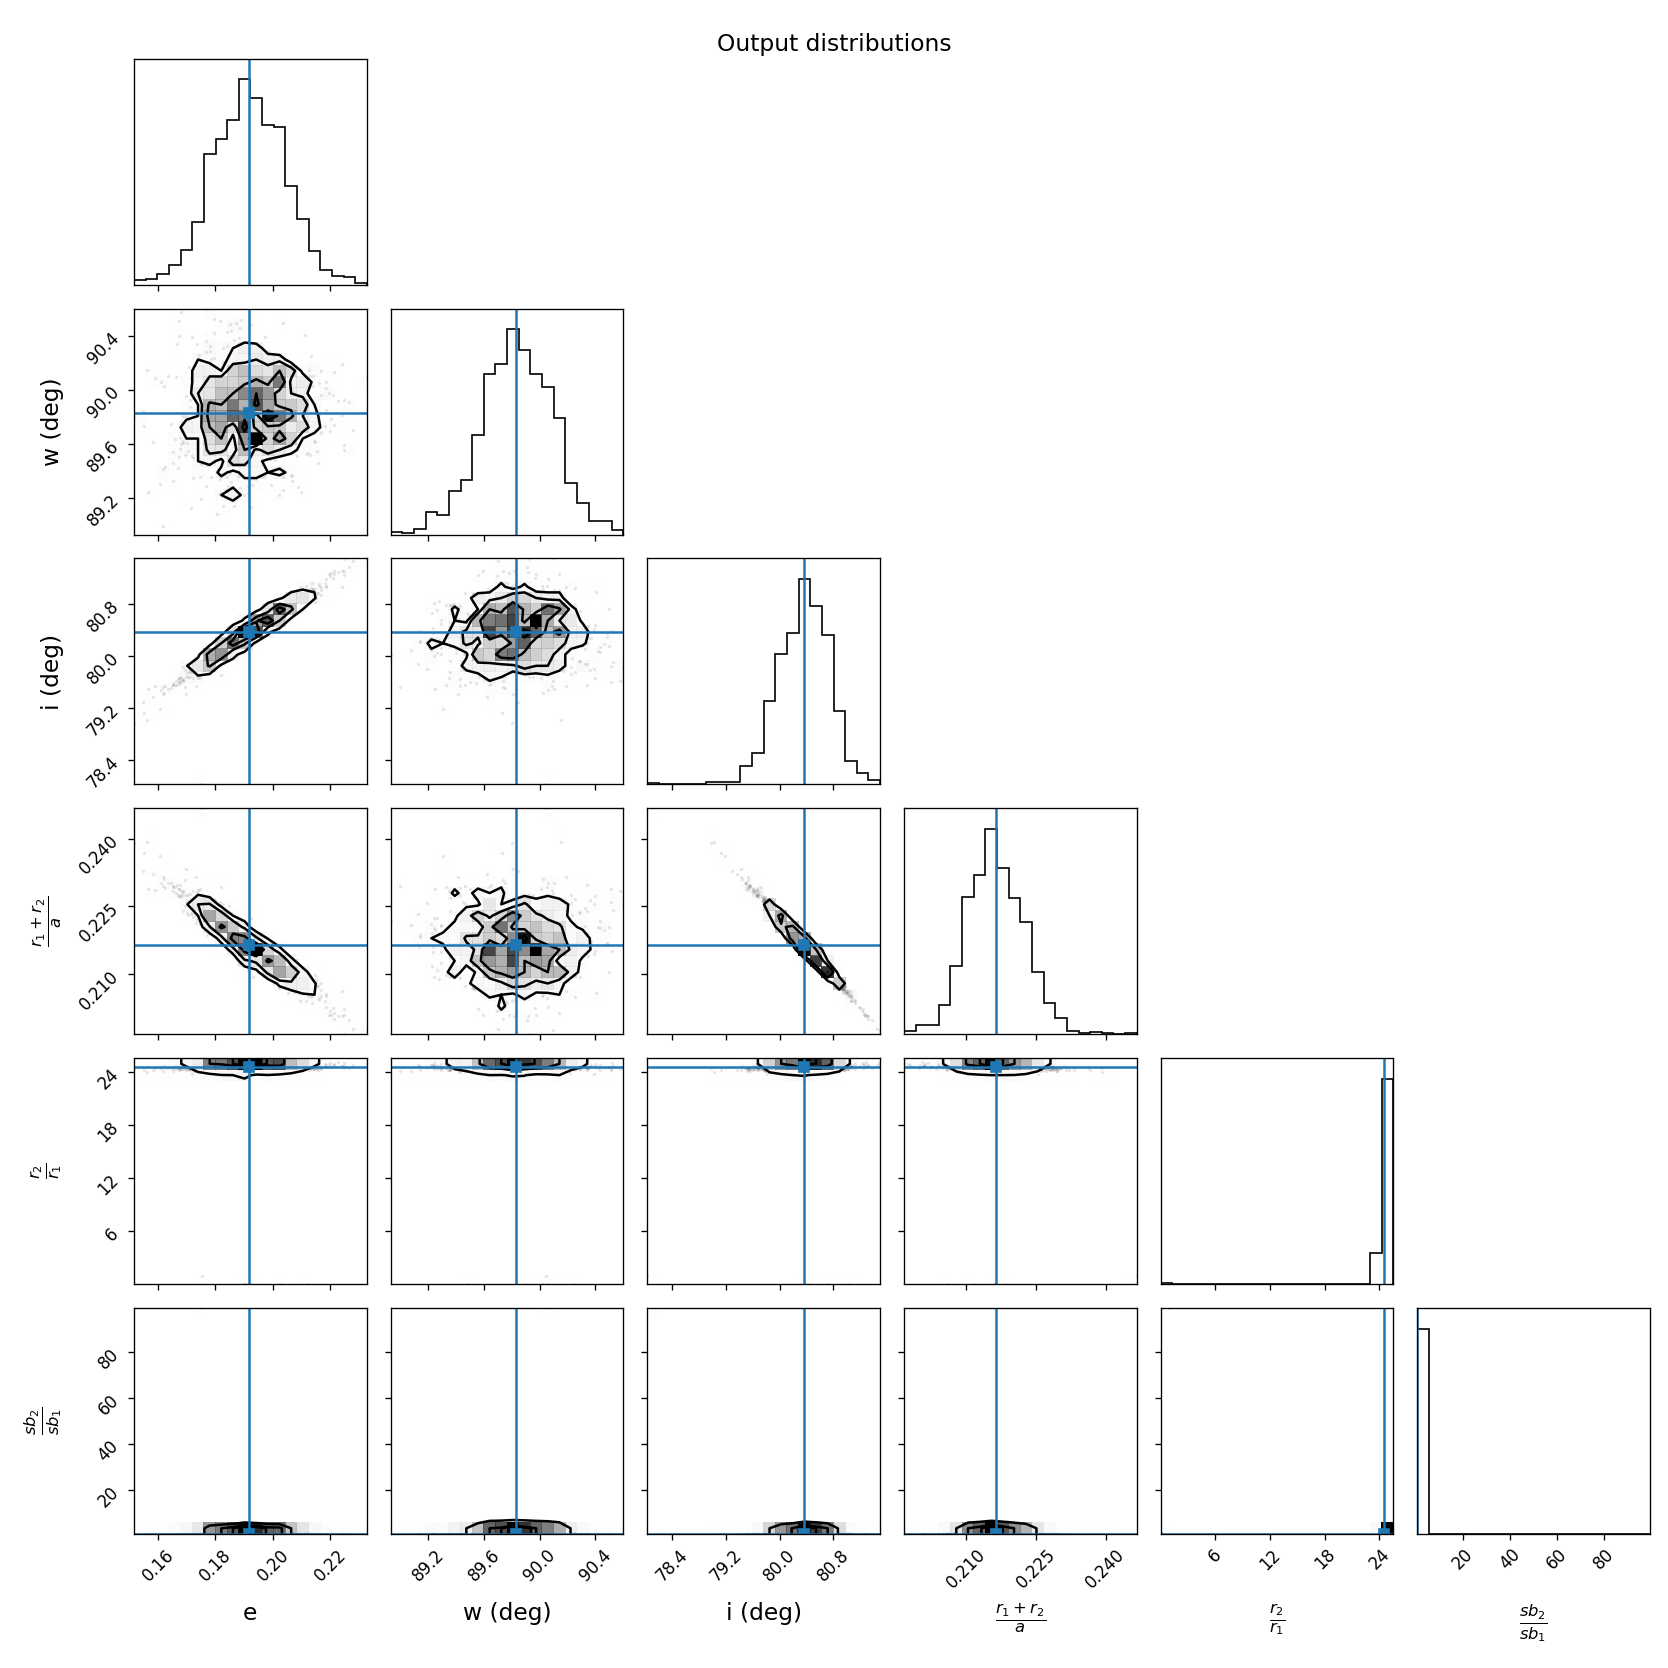 Output distributions
w (deg)
90.4
90.0
89.6
89.2
i (deg)
80.8
80.0
79.2
78.4
r1 + r2
a
0.240
0.225
0.210
r2
r1
24
18
12
6
sb2
sb1
80
60
40
20
0.16 0.18 0.20 0.22 89.2 89.6 90.0 90.4 78.4 79.2 80.0 80.8 0.210 0.225 0.240 6 12 18 24 20 40 60 80
e w (deg) i (deg) r1 + r2 r2 sb2
a r1 sb1